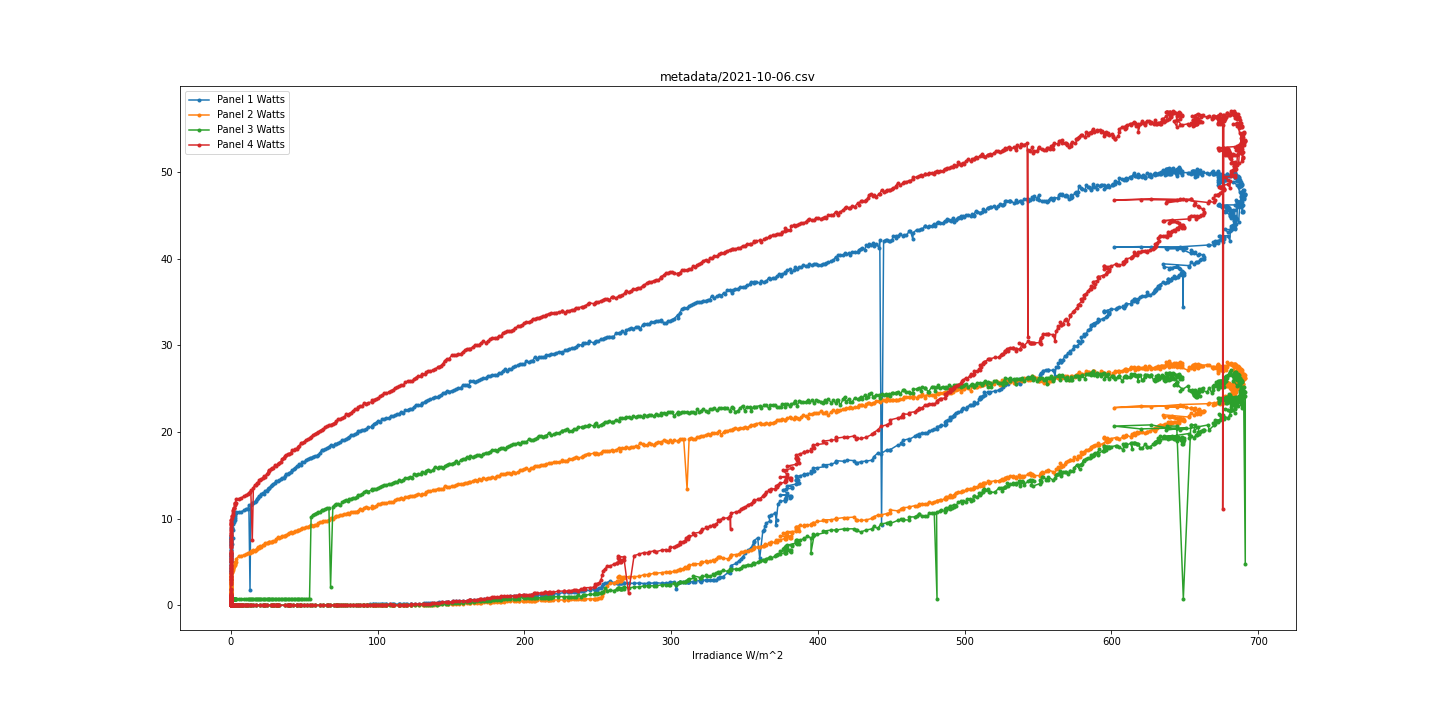 metadata/2021-10-06.csv
Panel 1 Watts
Panel 2 Watts
Panel 3 Watts
Panel 4 Watts
50
40
30
20
10
0
0 100 200 300 400 500 600 700
Irradiance W/m^2